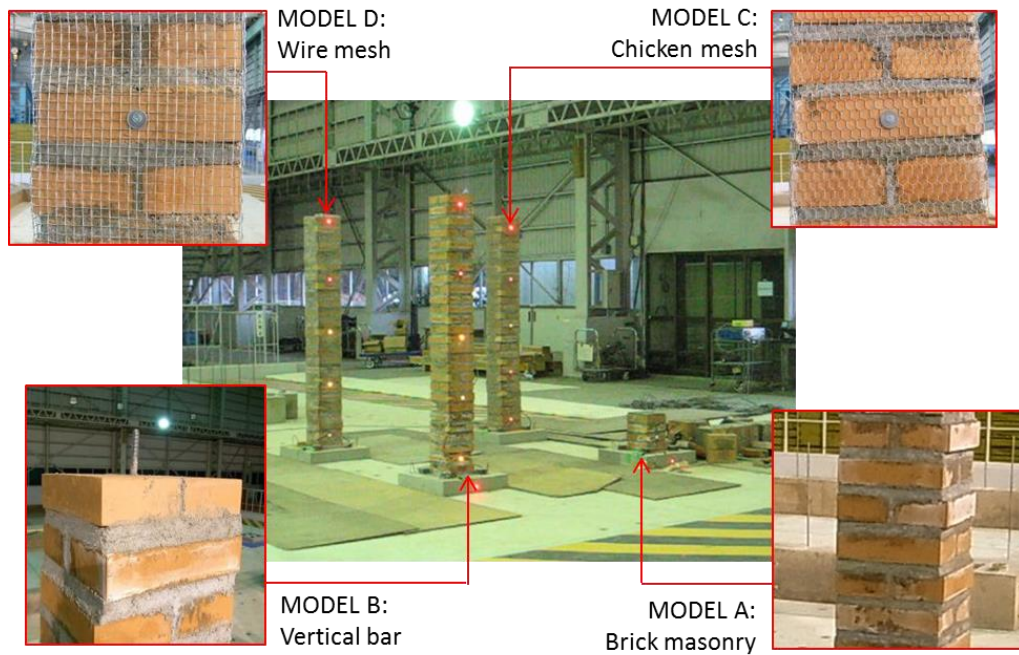 MODEL D:
Wire mesh
MODEL C:
Chicken mesh
MODEL B:
Vertical bar
MODEL A:
Brick masonry